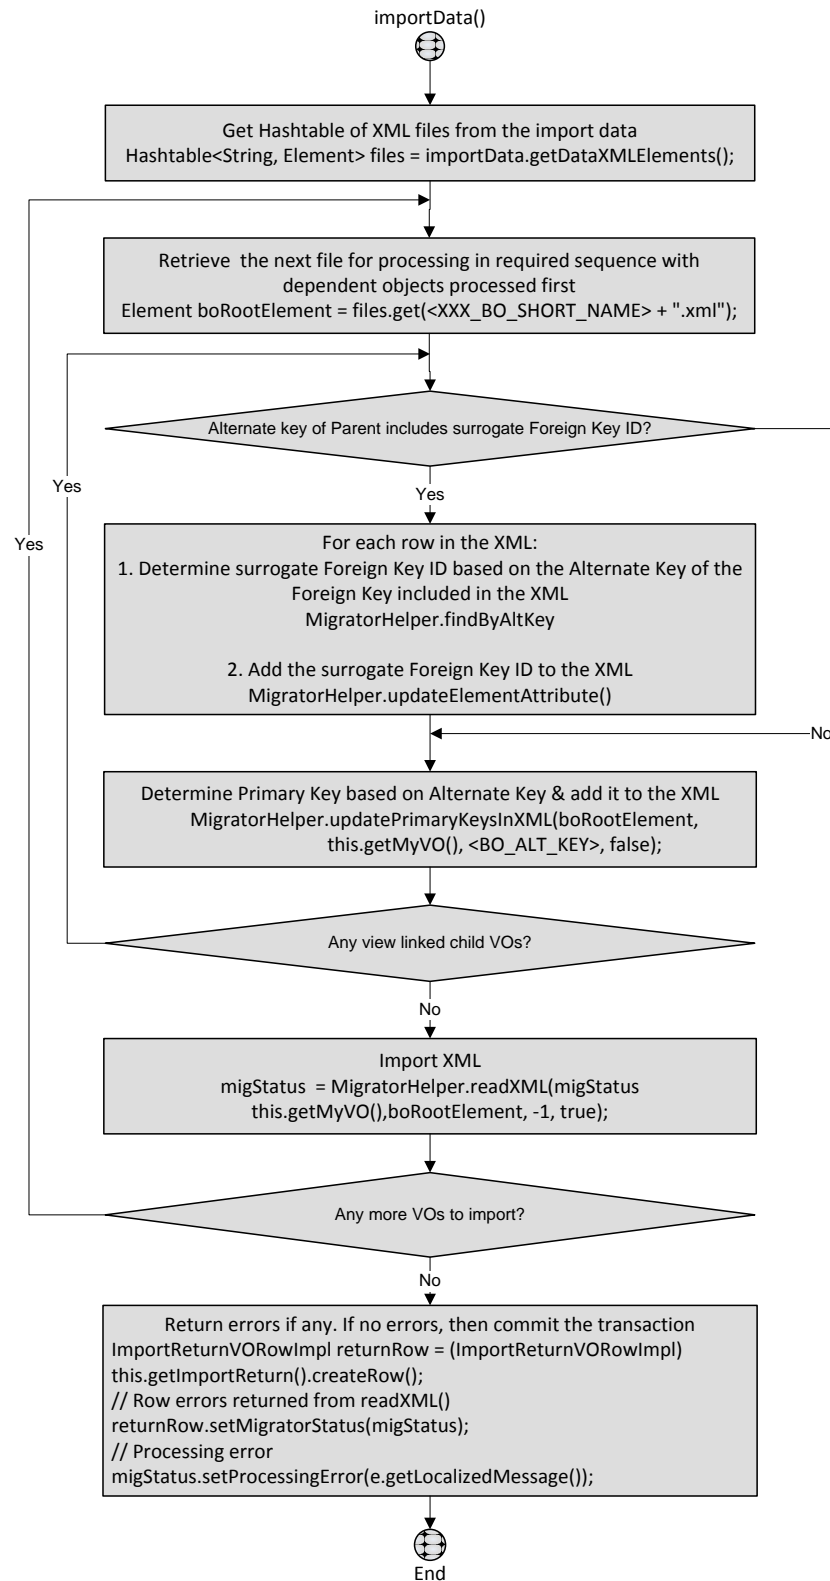 importData()
Get Hashtable of XML files from the import data
Hashtable<String, Element> files = importData.getDataXMLElements();
Retrieve  the next file for processing in required sequence with
dependent objects processed first
Element boRootElement = files.get(<XXX_BO_SHORT_NAME> + ".xml");
Alternate key of Parent includes surrogate Foreign Key ID?
Yes
Yes
Yes
For each row in the XML:
1. Determine surrogate Foreign Key ID based on the Alternate Key of the
Foreign Key included in the XML
MigratorHelper.findByAltKey
2. Add the surrogate Foreign Key ID to the XML
MigratorHelper.updateElementAttribute()
No
Determine Primary Key based on Alternate Key & add it to the XML
MigratorHelper.updatePrimaryKeysInXML(boRootElement,
this.getMyVO(), <BO_ALT_KEY>, false);
Any view linked child VOs?
No
Import XML
migStatus  = MigratorHelper.readXML(migStatus
this.getMyVO(),boRootElement, -1, true);
Any more VOs to import?
No
Return errors if any. If no errors, then commit the transaction
ImportReturnVORowImpl returnRow = (ImportReturnVORowImpl)
this.getImportReturn().createRow();
// Row errors returned from readXML()
returnRow.setMigratorStatus(migStatus);
// Processing error
migStatus.setProcessingError(e.getLocalizedMessage());
End